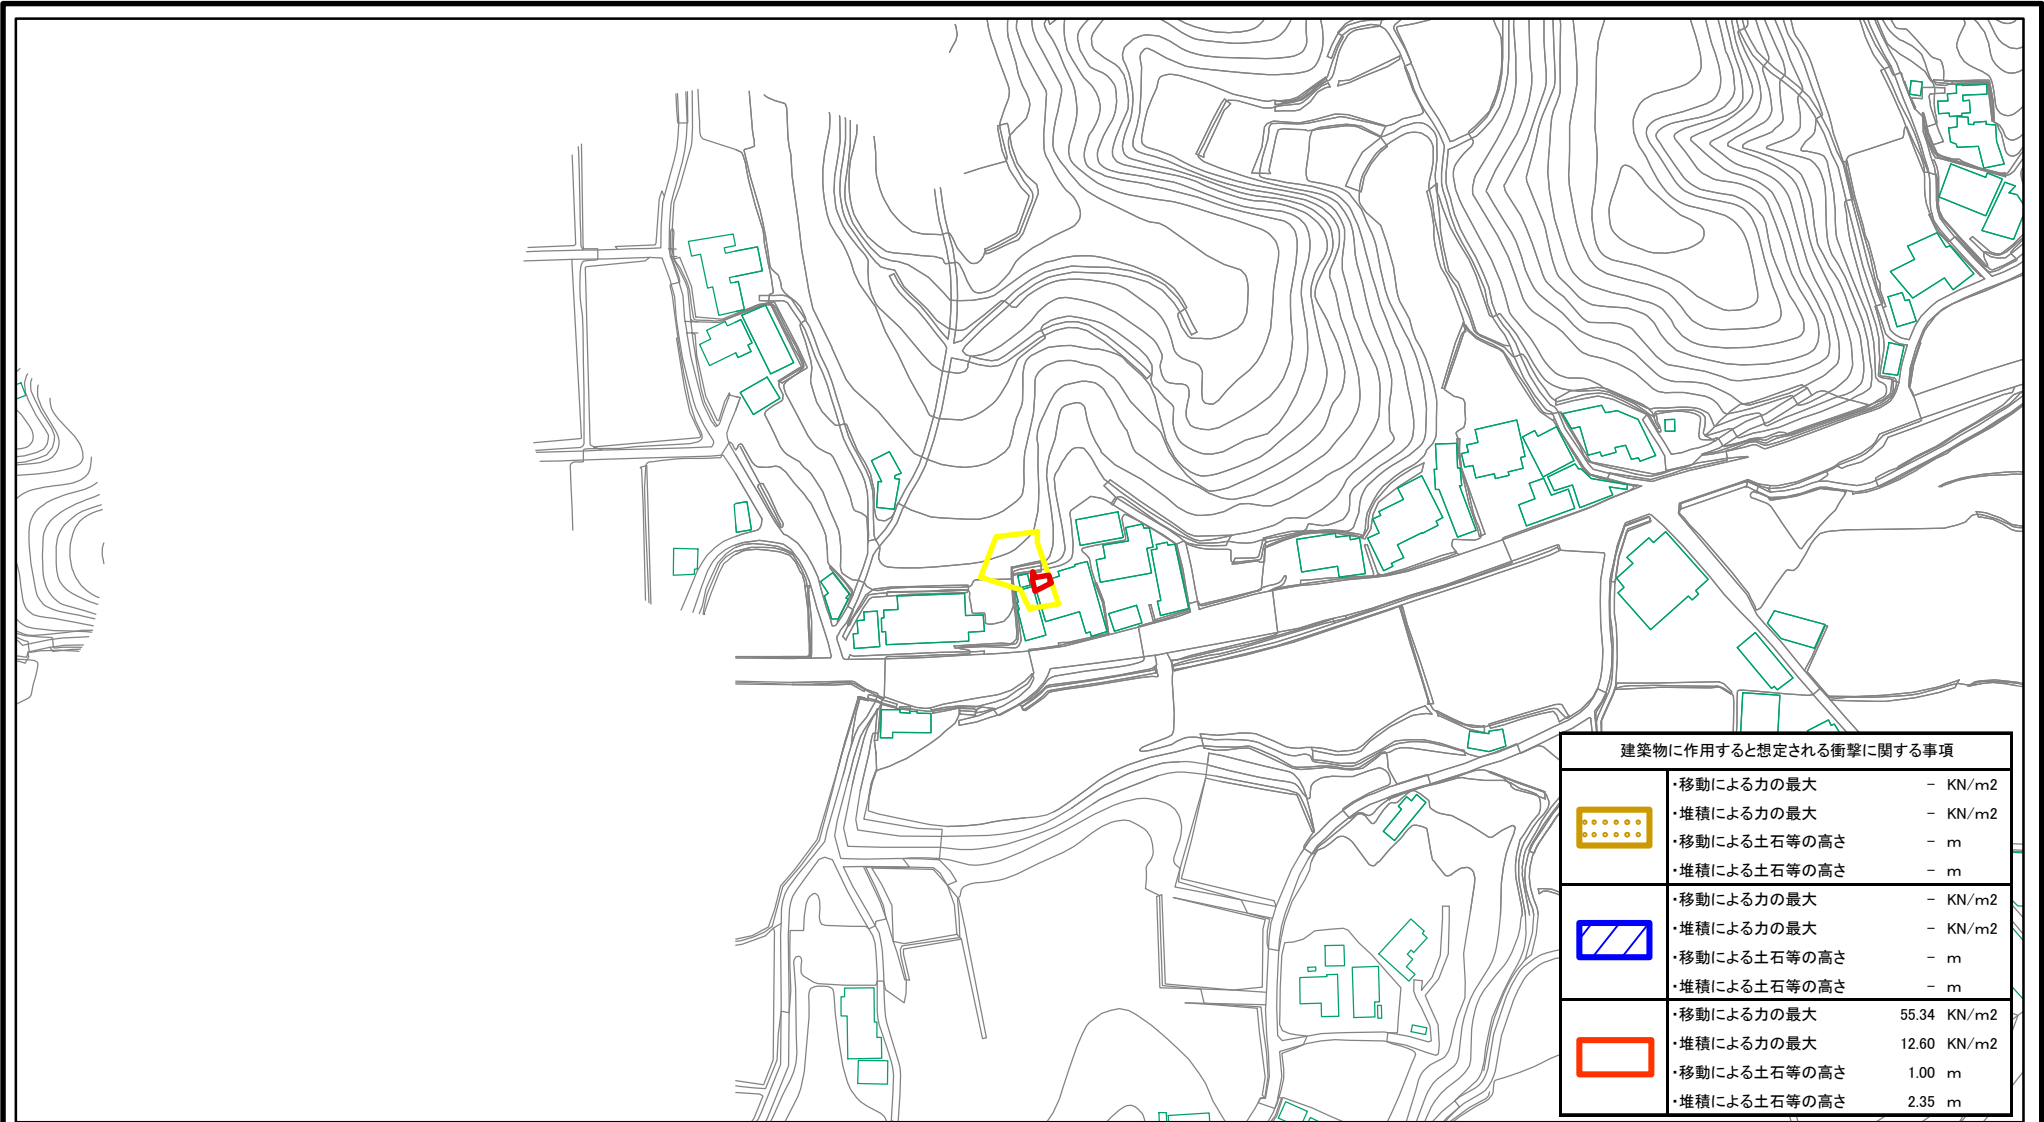 建築物に作用すると想定される衝撃に関する事項
・移動による力の最大 － KN/m2
・堆積による力の最大 － KN/m2
・移動による土石等の高さ － m
・堆積による土石等の高さ － m
・移動による力の最大 － KN/m2
・堆積による力の最大 － KN/m2
・移動による土石等の高さ － m
・堆積による土石等の高さ － m
・移動による力の最大 55.34 KN/m2
・堆積による力の最大 12.60 KN/m2
・移動による土石等の高さ 1.00 m
・堆積による土石等の高さ 2.35 m